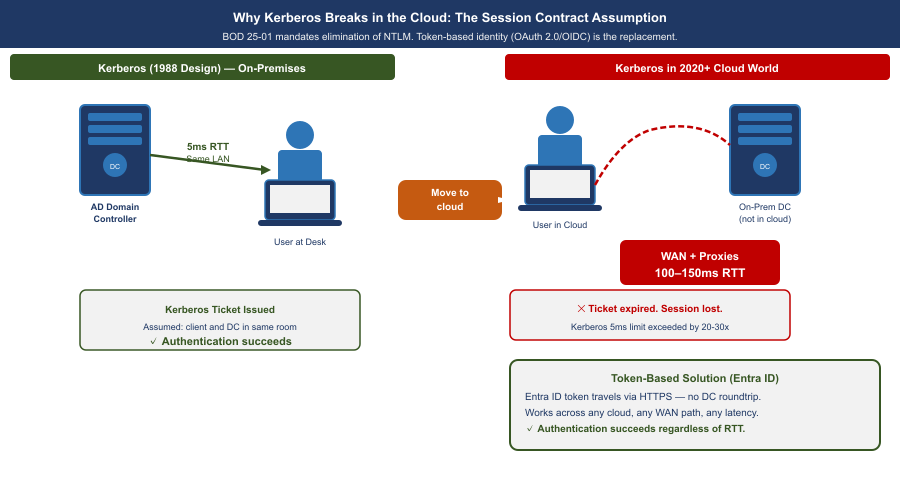 Why Kerberos Breaks in the Cloud: The Session Contract Assumption
BOD 25-01 mandates elimination of NTLM. Token-based identity (OAuth 2.0/OIDC) is the replacement.
Kerberos (1988 Design) — On-Premises
5ms RTT
Same LAN
DC
AD Domain
Controller
User at Desk
Kerberos Ticket Issued
Assumed: client and DC in same room
✓ Authentication succeeds
Move to
cloud
Kerberos in 2020+ Cloud World
DC
User in Cloud
On-Prem DC
(not in cloud)
WAN + Proxies
100–150ms RTT
✕ Ticket expired. Session lost.
Kerberos 5ms limit exceeded by 20-30x
Token-Based Solution (Entra ID)
Entra ID token travels via HTTPS — no DC roundtrip.
Works across any cloud, any WAN path, any latency.
✓ Authentication succeeds regardless of RTT.